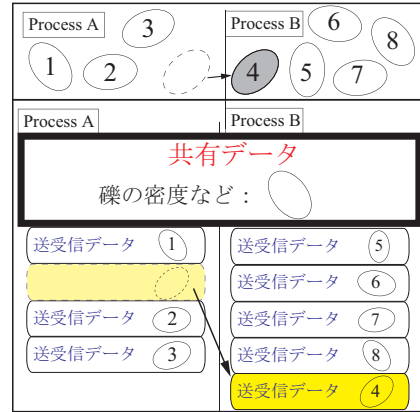 Process A
Process B
3
6
8
1
2
4
5
7
Process A
Process B
共有データ
礫の密度など：
送受信データ 1
送受信データ 5
送受信データ 6
送受信データ 2
送受信データ 7
送受信データ 3
送受信データ 8
送受信データ 4